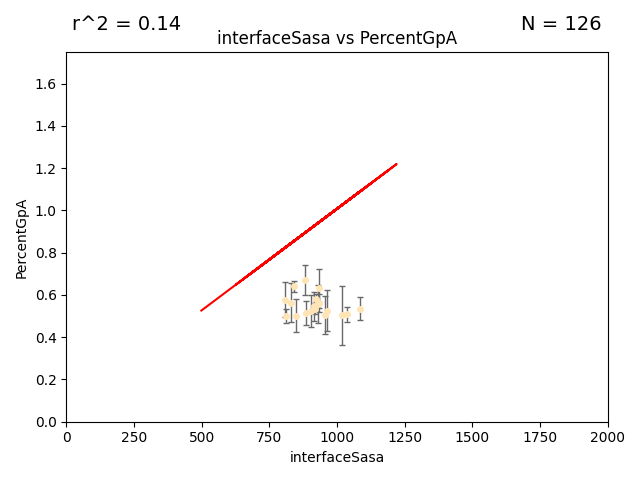 r^2 = 0.14
N = 126
interfaceSasa vs PercentGpA
PercentGpA
1.6
1.4
1.2
1.0
0.8
0.6
0.4
0.2
0.0
0 250 500 750 1000 1250 1500 1750 2000
interfaceSasa